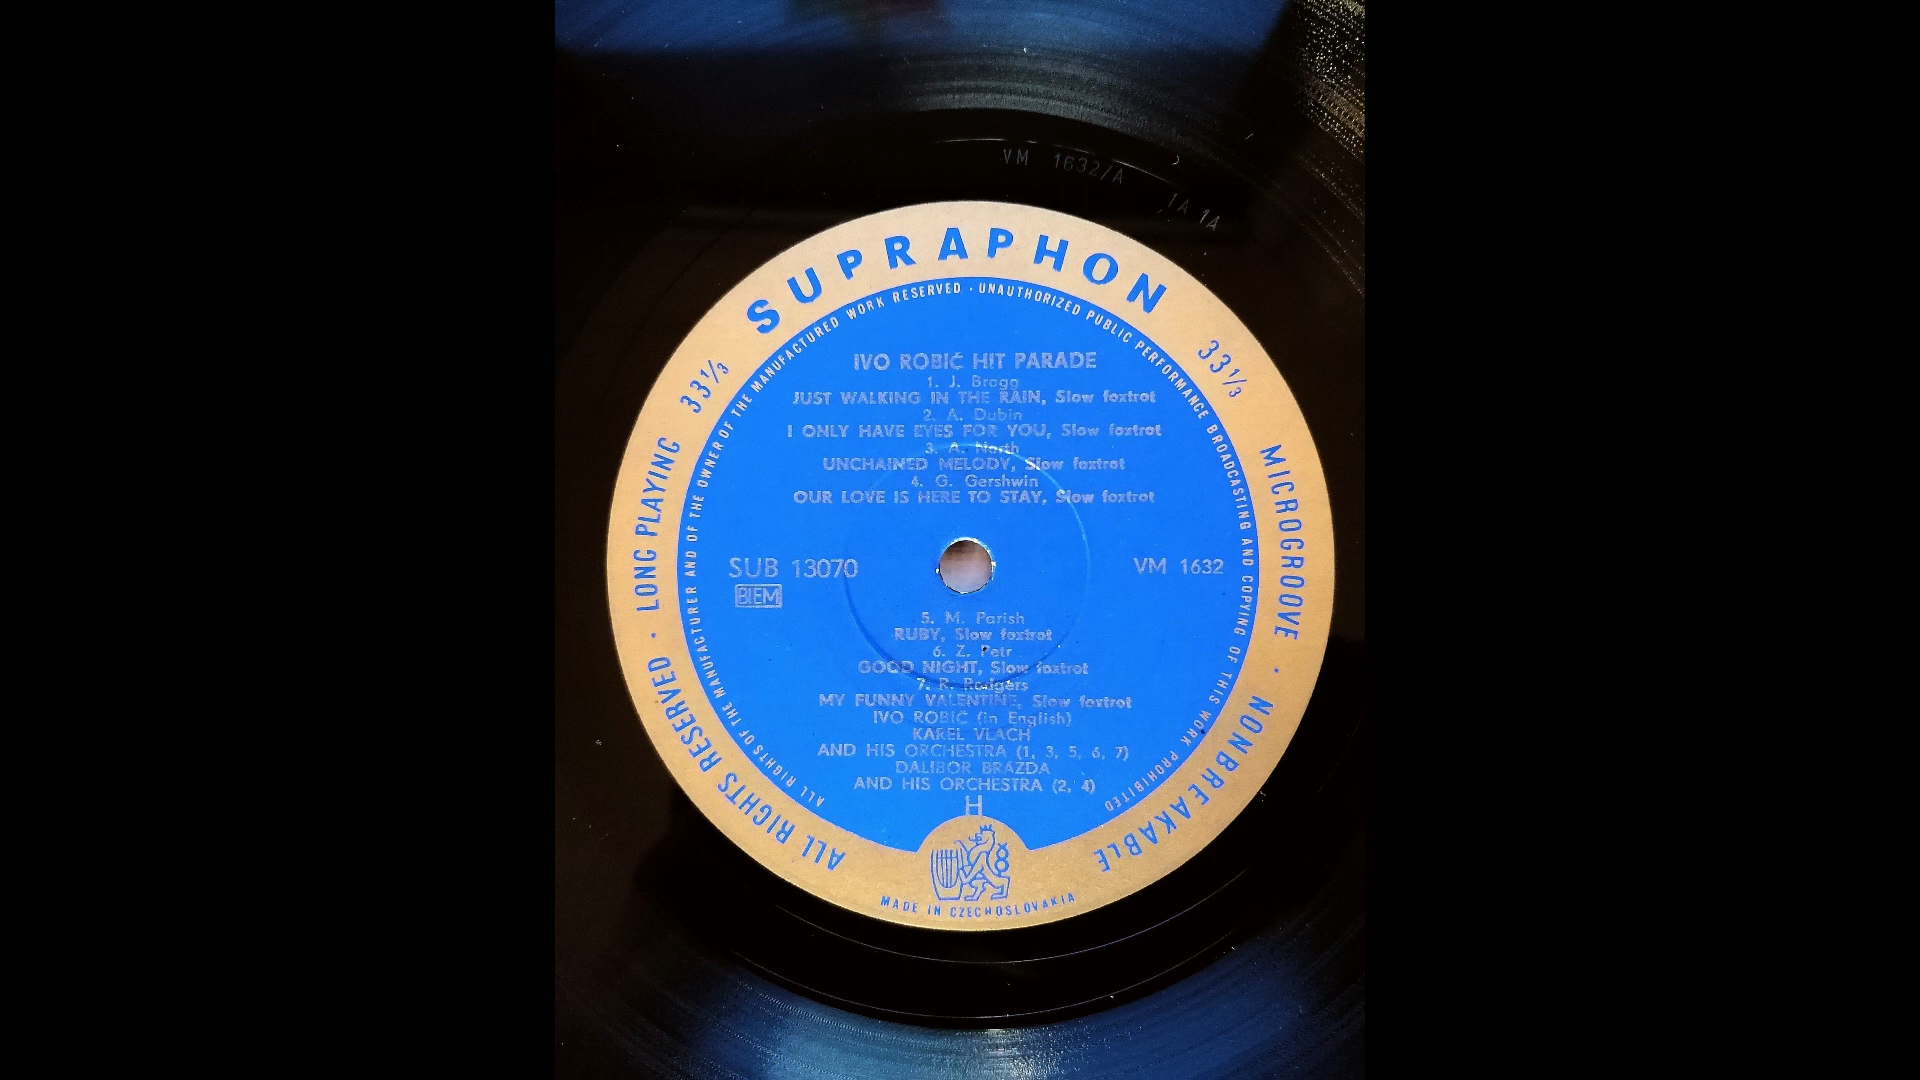 VM 1632/A
1A 14
SUPRAPHON
33⅓
33⅓
LONG PLAYING
MICROGROOVE · NONBREAKABLE
ALL RIGHTS RESERVED ·
ALL RIGHTS OF THE MANUFACTURER AND OF THE OWNER OF THE MANUFACTURED WORK RESERVED · UNAUTHORIZED PUBLIC PERFORMANCE BROADCASTING AND COPYING OF THIS WORK PROHIBITED
IVO ROBIĆ HIT PARADE
1. J. Bragg
JUST WALKING IN THE RAIN, Slow foxtrot
2. A. Dubin
I ONLY HAVE EYES FOR YOU, Slow foxtrot
3. A. North
UNCHAINED MELODY, Slow foxtrot
4. G. Gershwin
OUR LOVE IS HERE TO STAY, Slow foxtrot
SUB 13070
VM 1632
BIEM
5. M. Parish
RUBY, Slow foxtrot
6. Z. Petr
GOOD NIGHT, Slow foxtrot
7. R. Rodgers
MY FUNNY VALENTINE, Slow foxtrot
IVO ROBIĆ (in English)
KAREL VLACH
AND HIS ORCHESTRA (1, 3, 5, 6, 7)
DALIBOR BRÁZDA
AND HIS ORCHESTRA (2, 4)
H
MADE IN CZECHOSLOVAKIA